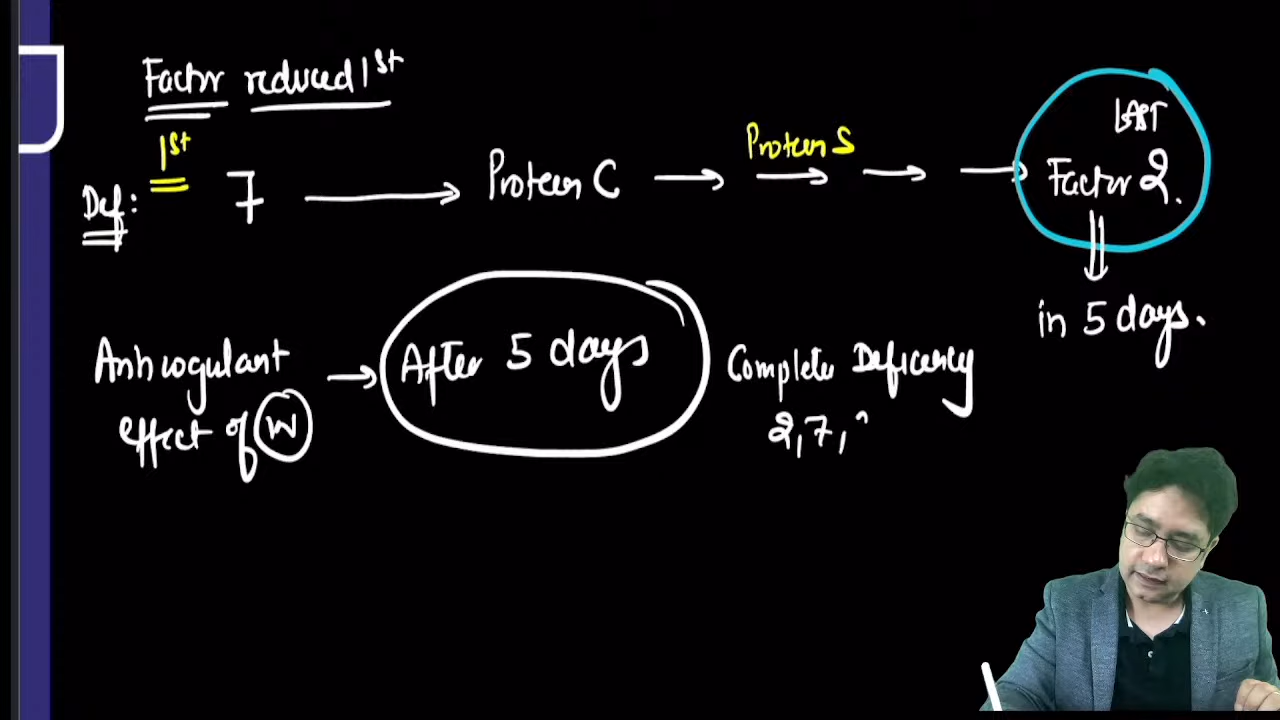 Factor reduced 1st
1st
Def: 7 → Protein C → Protein S → → → LAST Factor 2.
in 5 days.
Anticogulant effect of W → After 5 days
Complete Deficiency
2, 7,